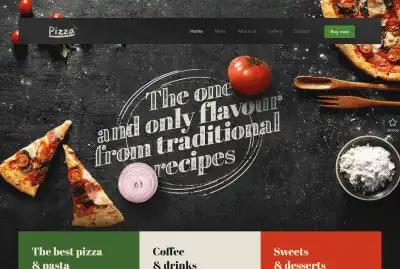 Pizza
Home
Menu
About us
Gallery
Contact
Buy now
The one
and only flavour
from traditional
recipes
The best pizza
& pasta
Coffee
& drinks
Sweets
& desserts